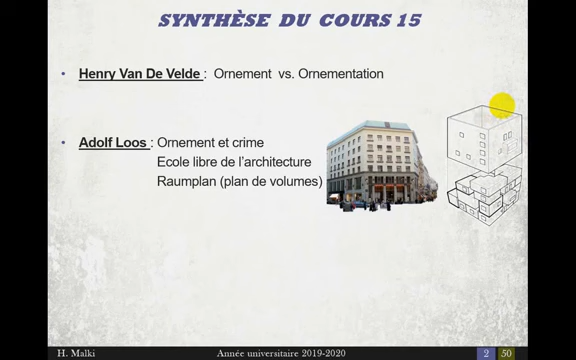 SYNTHÈSE DU COURS 15
• Henry Van De Velde : Ornement vs. Ornementation
• Adolf Loos : Ornement et crime
Ecole libre de l'architecture
Raumplan (plan de volumes)
H. Malki Année universitaire 2019-2020 2 50